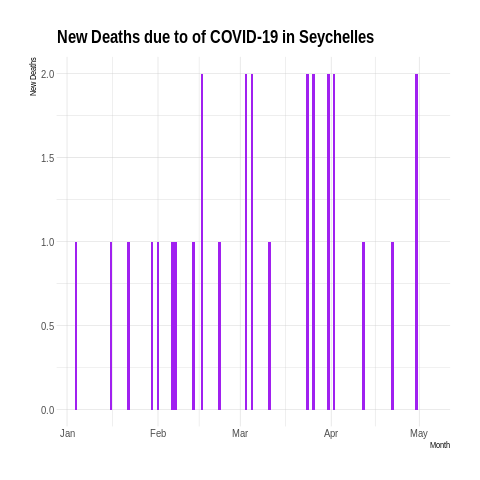 New Deaths due to of COVID-19 in Seychelles
New Deaths
2.0
1.5
1.0
0.5
0.0
Jan Feb Mar Apr May
Month